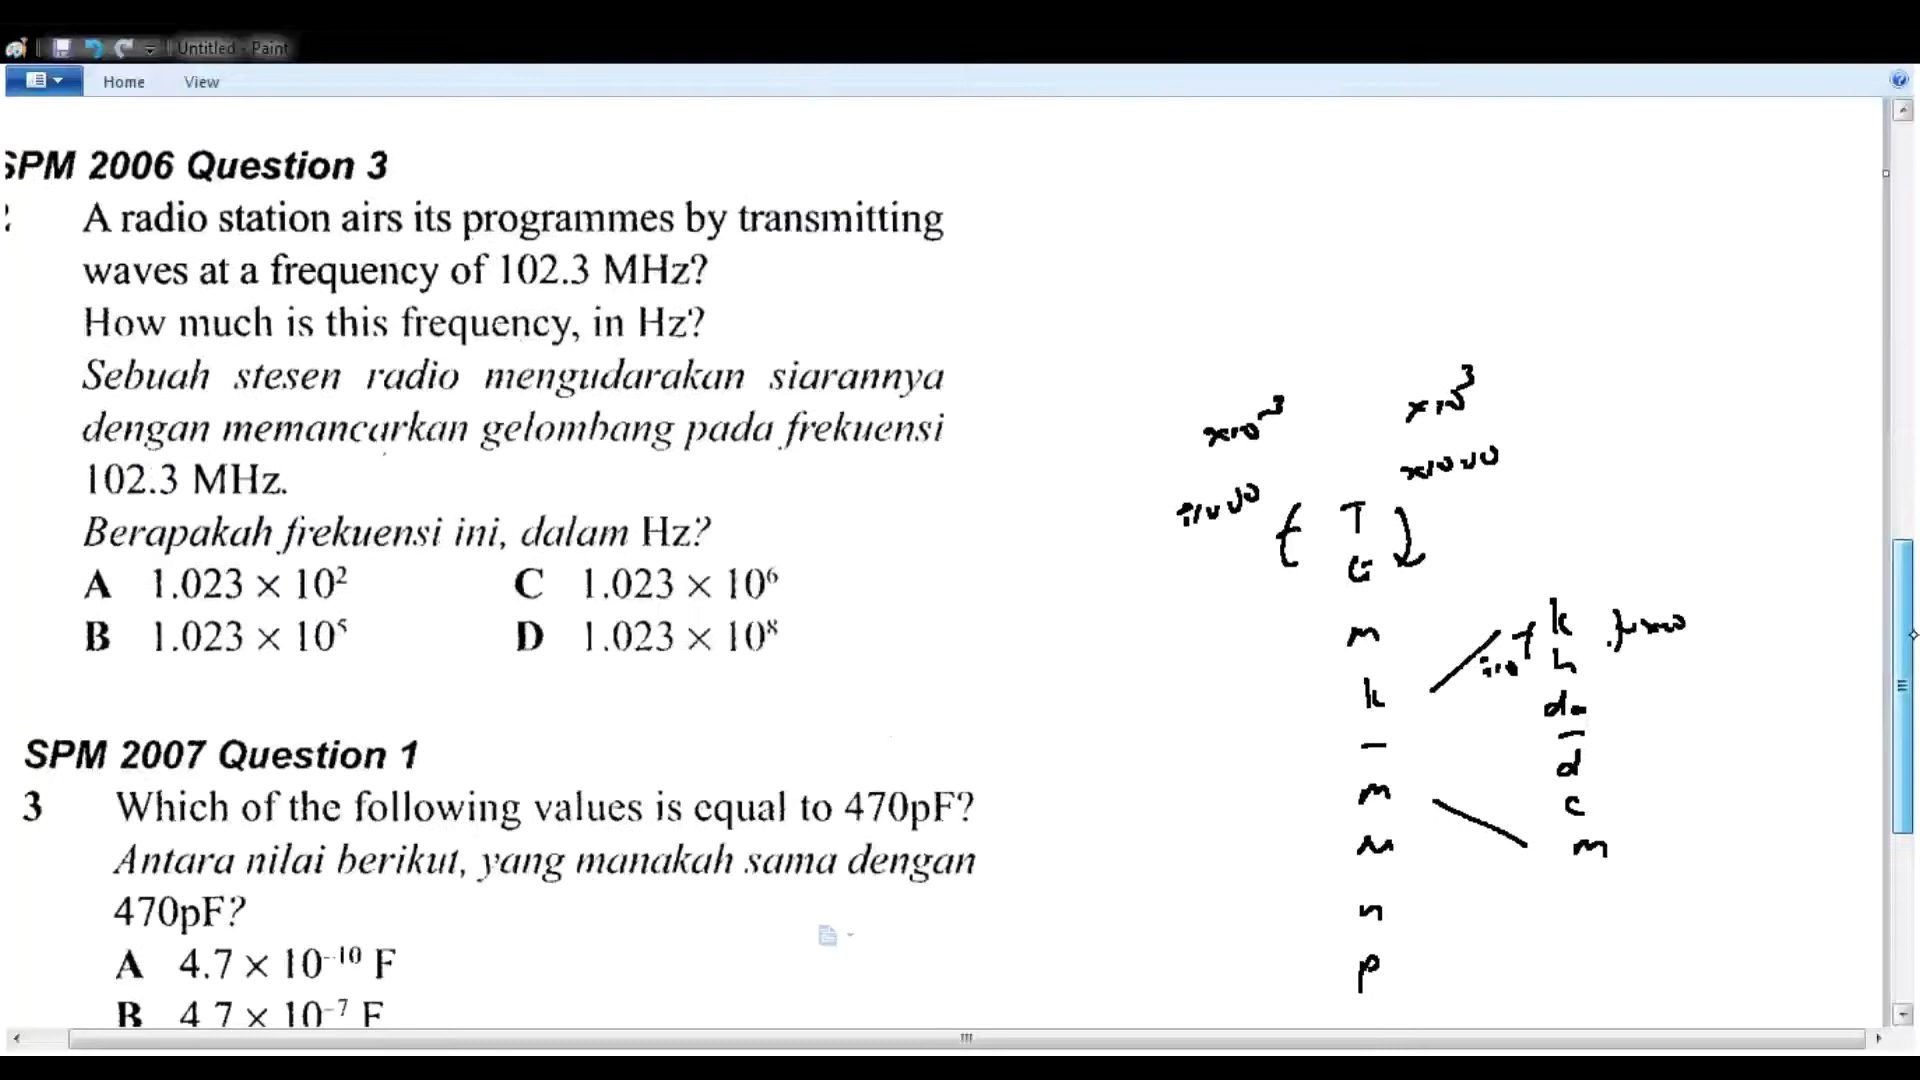 Untitled - Paint
Home View
SPM 2006 Question 3
A radio station airs its programmes by transmitting
waves at a frequency of 102.3 MHz?
How much is this frequency, in Hz?
Sebuah stesen radio mengudarakan siarannya
dengan memancarkan gelombang pada frekuensi
102.3 MHz.
Berapakah frekuensi ini, dalam Hz?
A 1.023 × 10² C 1.023 × 10⁶
B 1.023 × 10⁵ D 1.023 × 10⁸
SPM 2007 Question 1
3 Which of the following values is equal to 470pF?
Antara nilai berikut, yang manakah sama dengan
470pF?
A 4.7 × 10⁻¹⁰ F
B 4.7 × 10⁻⁷ F
×10⁻³ ×10³
÷1000 ×1000
T
G
m
k
–
m
μ
n
p
÷10
k
h
da
–
d
c
m